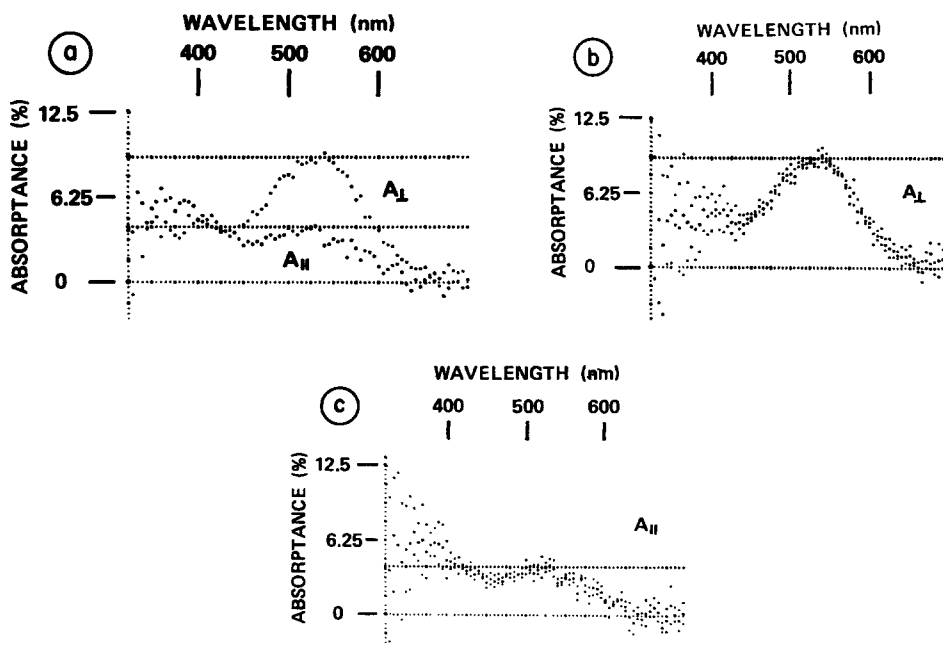 a
WAVELENGTH (nm)
400 500 600
ABSORPTANCE (%)
12.5
6.25
0
A⊥
A||
b
WAVELENGTH (nm)
400 500 600
ABSORPTANCE (%)
12.5
6.25
0
A⊥
c
WAVELENGTH (nm)
400 500 600
ABSORPTANCE (%)
12.5
6.25
0
A||